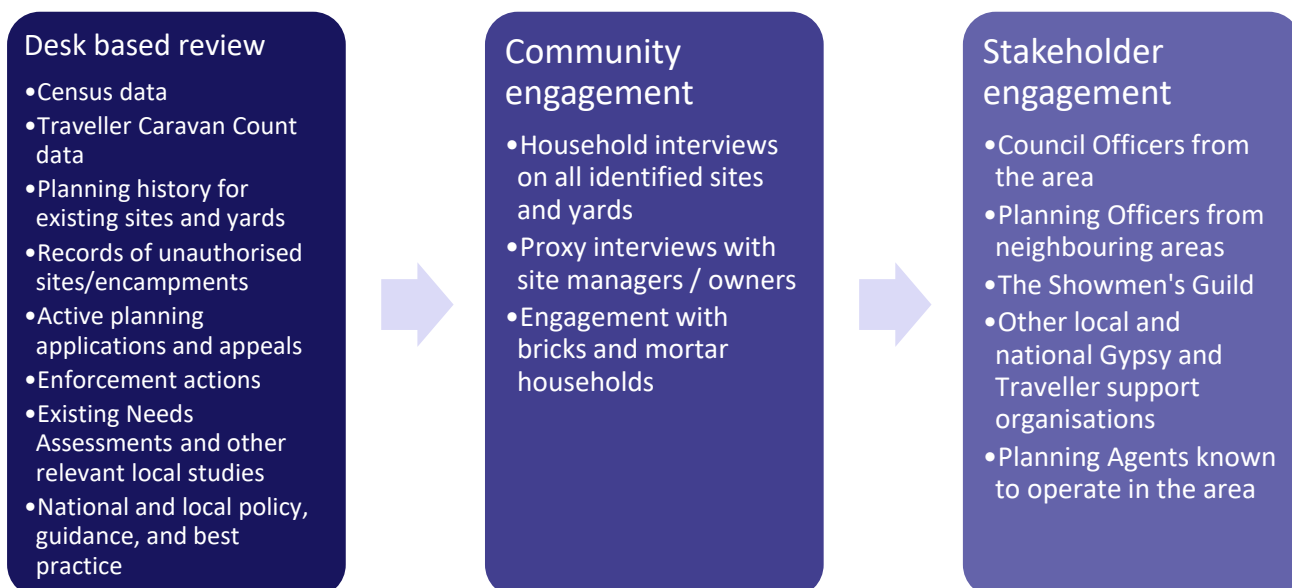 Desk based review
•Census data
•Traveller Caravan Count
data
•Planning history for
existing sites and yards
•Records of unauthorised
sites/encampments
•Active planning
applications and appeals
•Enforcement actions
•Existing Needs
Assessments and other
relevant local studies
•National and local policy,
guidance, and best
practice
Community
engagement
•Household interviews
on all identified sites
and yards
•Proxy interviews with
site managers / owners
•Engagement with
bricks and mortar
households
Stakeholder
engagement
•Council Officers from
the area
•Planning Officers from
neighbouring areas
•The Showmen's Guild
•Other local and
national Gypsy and
Traveller support
organisations
•Planning Agents known
to operate in the area